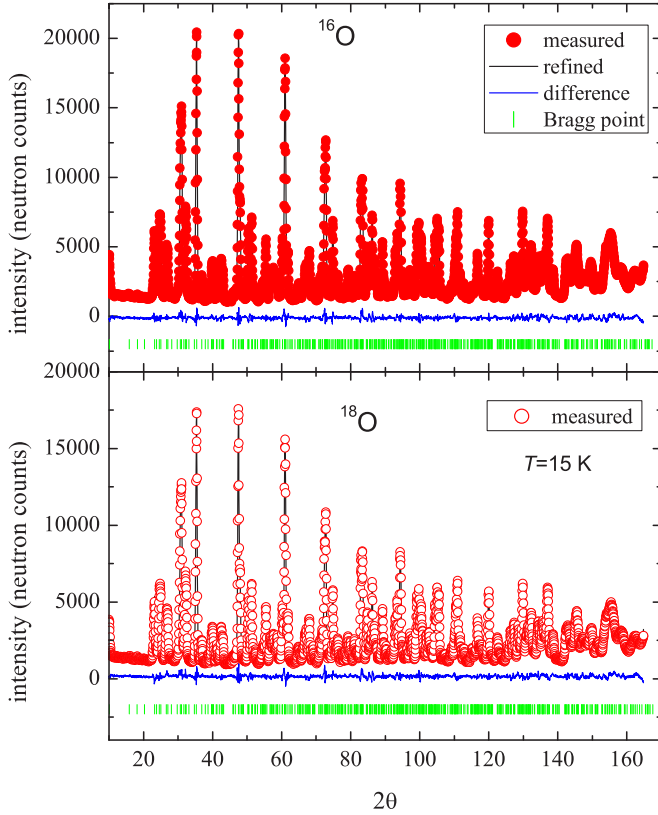 20000
15000
10000
5000
0
intensity (neutron counts)
16O
measured
refined
difference
Bragg point
20000
15000
10000
5000
0
intensity (neutron counts)
18O
measured
T=15 K
20 40 60 80 100 120 140 160
2θ